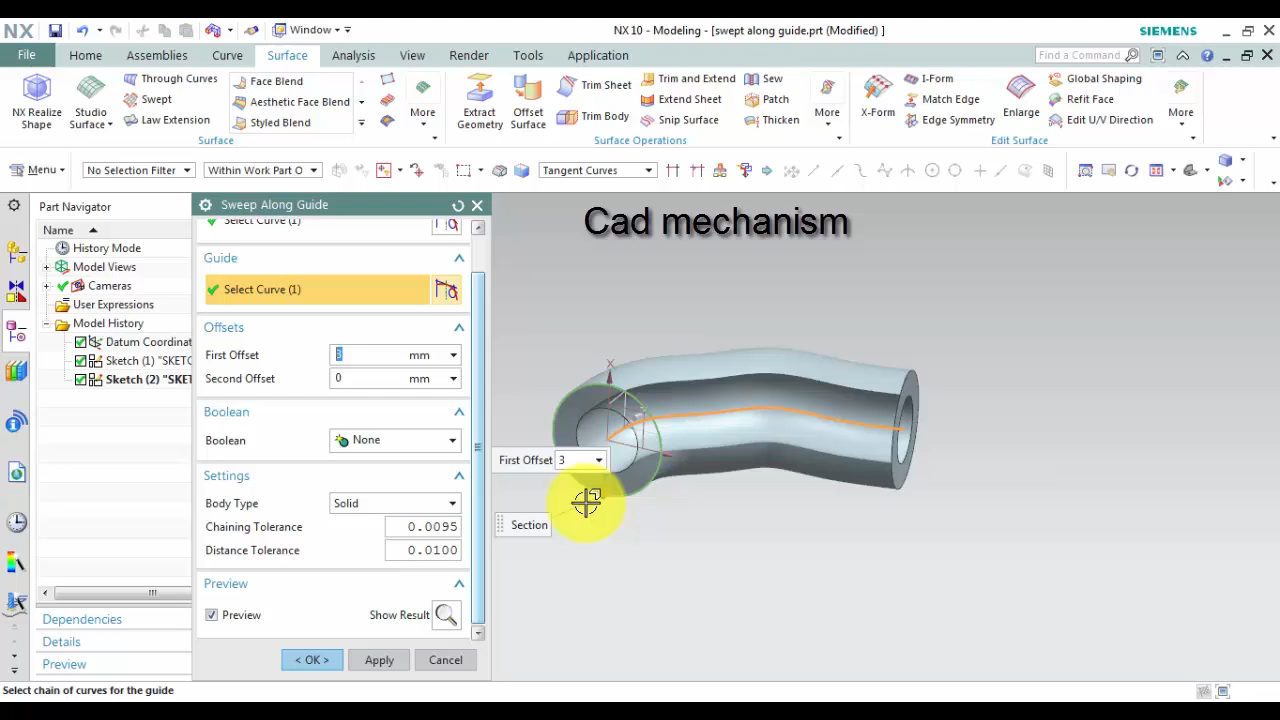 NX Window NX 10 - Modeling - [swept along guide.prt (Modified) ] SIEMENS
File Home Assemblies Curve Surface Analysis View Render Tools Application Find a Command
NX Realize Shape
Studio Surface
Through Curves
Swept
Law Extension
Face Blend
Aesthetic Face Blend
Styled Blend
More
Surface
Extract Geometry
Offset Surface
Trim Sheet
Trim Body
Trim and Extend
Extend Sheet
Snip Surface
Sew
Patch
Thicken
More
Surface Operations
X-Form
I-Form
Match Edge
Edge Symmetry
Enlarge
Global Shaping
Refit Face
Edit U/V Direction
More
Edit Surface
Menu No Selection Filter Within Work Part O Tangent Curves
Part Navigator
Name
History Mode
Model Views
Cameras
User Expressions
Model History
Datum Coordinat
Sketch (1) "SKETC
Sketch (2) "SKET
Dependencies
Details
Preview
Sweep Along Guide
Select Curve (1)
Guide
Select Curve (1)
Offsets
First Offset 3 mm
Second Offset 0 mm
Boolean
Boolean None
Settings
Body Type Solid
Chaining Tolerance 0.0095
Distance Tolerance 0.0100
Preview
Preview Show Result
< OK > Apply Cancel
Cad mechanism
X
First Offset 3
Section
Select chain of curves for the guide